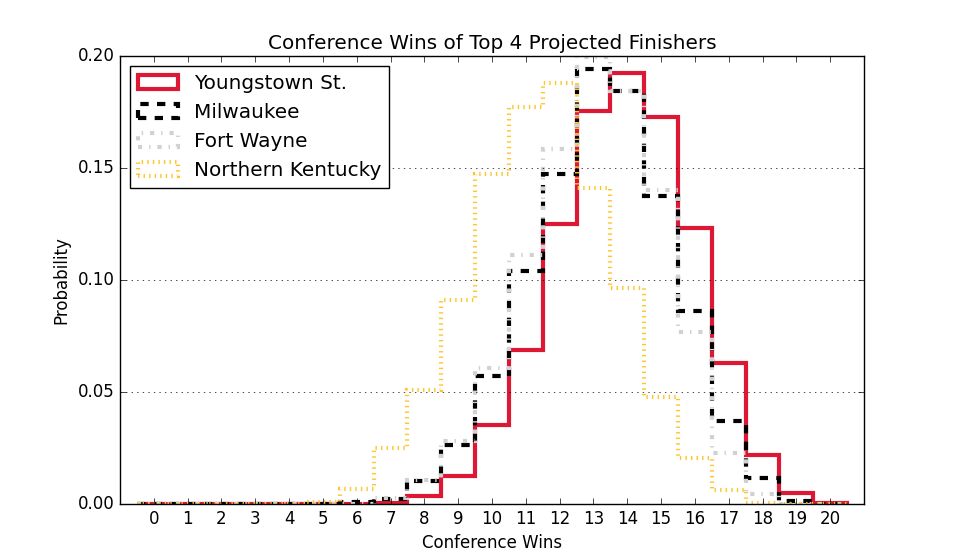 Conference Wins of Top 4 Projected Finishers
0.20
0.15
0.10
0.05
0.00
Probability
Youngstown St.
Milwaukee
Fort Wayne
Northern Kentucky
0 1 2 3 4 5 6 7 8 9 10 11 12 13 14 15 16 17 18 19 20
Conference Wins